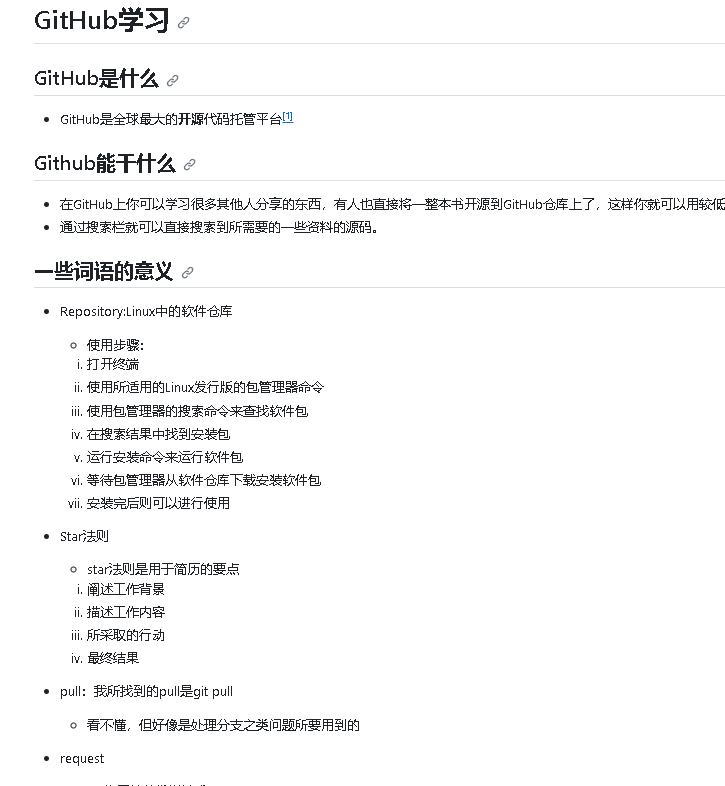 GitHub学习
GitHub是什么
GitHub是全球最大的开源代码托管平台[1]
Github能干什么
在GitHub上你可以学习很多其他人分享的东西，有人也直接将一整本书开源到GitHub仓库上了，这样你就可以用较低
通过搜索栏就可以直接搜索到所需要的一些资料的源码。
一些词语的意义
Repository:Linux中的软件仓库
使用步骤：
i. 打开终端
ii. 使用所适用的Linux发行版的包管理器命令
iii. 使用包管理器的搜索命令来查找软件包
iv. 在搜索结果中找到安装包
v. 运行安装命令来运行软件包
vi. 等待包管理器从软件仓库下载安装软件包
vii. 安装完后则可以进行使用
Star法则
star法则是用于简历的要点
i. 阐述工作背景
ii. 描述工作内容
iii. 所采取的行动
iv. 最终结果
pull：我所找到的pull是git pull
看不懂，但好像是处理分支之类问题所要用到的
request